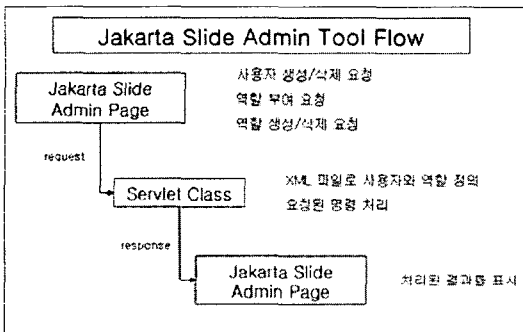 Jakarta Slide Admin Tool Flow
Jakarta Slide
Admin Page
사용자 생성/삭제 요청
역할 부여 요청
역할 생성/삭제 요청
request
Servlet Class
XML 파일로 사용자와 역할 정의
요청된 명령 처리
response
Jakarta Slide
Admin Page
처리된 결과를 표시